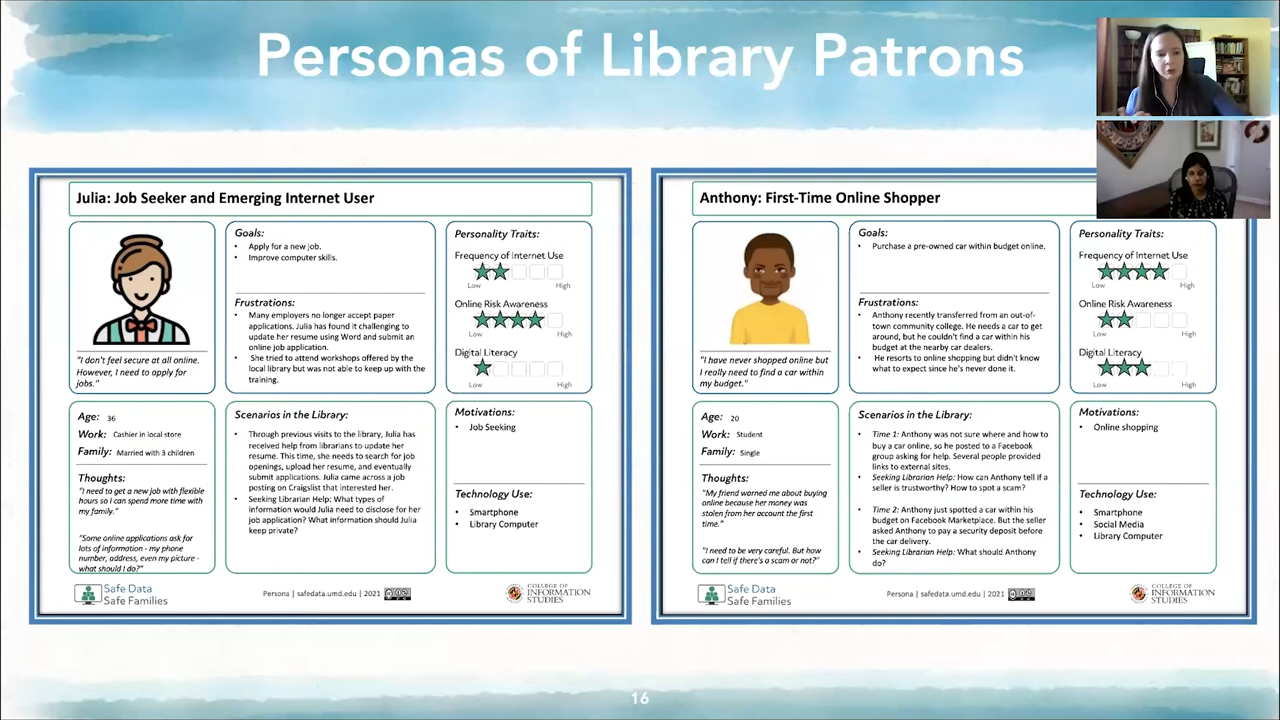 Personas of Library Patrons
Julia: Job Seeker and Emerging Internet User
"I don't feel secure at all online.
However, I need to apply for
jobs."
Goals:
• Apply for a new job.
• Improve computer skills.
Frustrations:
• Many employers no longer accept paper
applications. Julia has found it challenging to
update her resume using Word and submit an
online job application.
• She tried to attend workshops offered by the
local library but was not able to keep up with the
training.
Personality Traits:
Frequency of Internet Use
Low High
Online Risk Awareness
Low High
Digital Literacy
Low High
Age: 36
Work: Cashier in local store
Family: Married with 3 children
Thoughts:
"I need to get a new job with flexible
hours so I can spend more time with
my family."
"Some online applications ask for
lots of information - my phone
number, address, even my picture -
what should I do?"
Scenarios in the Library:
• Through previous visits to the library, Julia has
received help from librarians to update her
resume. This time, she needs to search for job
openings, upload her resume, and eventually
submit applications. Julia came across a job
posting on Craigslist that interested her.
• Seeking Librarian Help: What types of
information would Julia need to disclose for her
job application? What information should Julia
keep private?
Motivations:
• Job Seeking
Technology Use:
• Smartphone
• Library Computer
Safe Data
Safe Families
Persona | safedata.umd.edu | 2021
COLLEGE OF
INFORMATION
STUDIES
Anthony: First-Time Online Shopper
"I have never shopped online but
I really need to find a car within
my budget."
Goals:
• Purchase a pre-owned car within budget online.
Frustrations:
• Anthony recently transferred from an out-of-
town community college. He needs a car to get
around, but he couldn't find a car within his
budget at the nearby car dealers.
• He resorts to online shopping but didn't know
what to expect since he's never done it.
Personality Traits:
Frequency of Internet Use
Low High
Online Risk Awareness
Low High
Digital Literacy
Low High
Age: 20
Work: Student
Family: Single
Thoughts:
"My friend warned me about buying
online because her money was
stolen from her account the first
time."
"I need to be very careful. But how
can I tell if there's a scam or not?"
Scenarios in the Library:
• Time 1: Anthony was not sure where and how to
buy a car online, so he posted to a Facebook
group asking for help. Several people provided
links to external sites.
• Seeking Librarian Help: How can Anthony tell if a
seller is trustworthy? How to spot a scam?
• Time 2: Anthony just spotted a car within his
budget on Facebook Marketplace. But the seller
asked Anthony to pay a security deposit before
the car delivery.
• Seeking Librarian Help: What should Anthony
do?
Motivations:
• Online shopping
Technology Use:
• Smartphone
• Social Media
• Library Computer
Safe Data
Safe Families
Persona | safedata.umd.edu | 2021
COLLEGE OF
INFORMATION
STUDIES
16